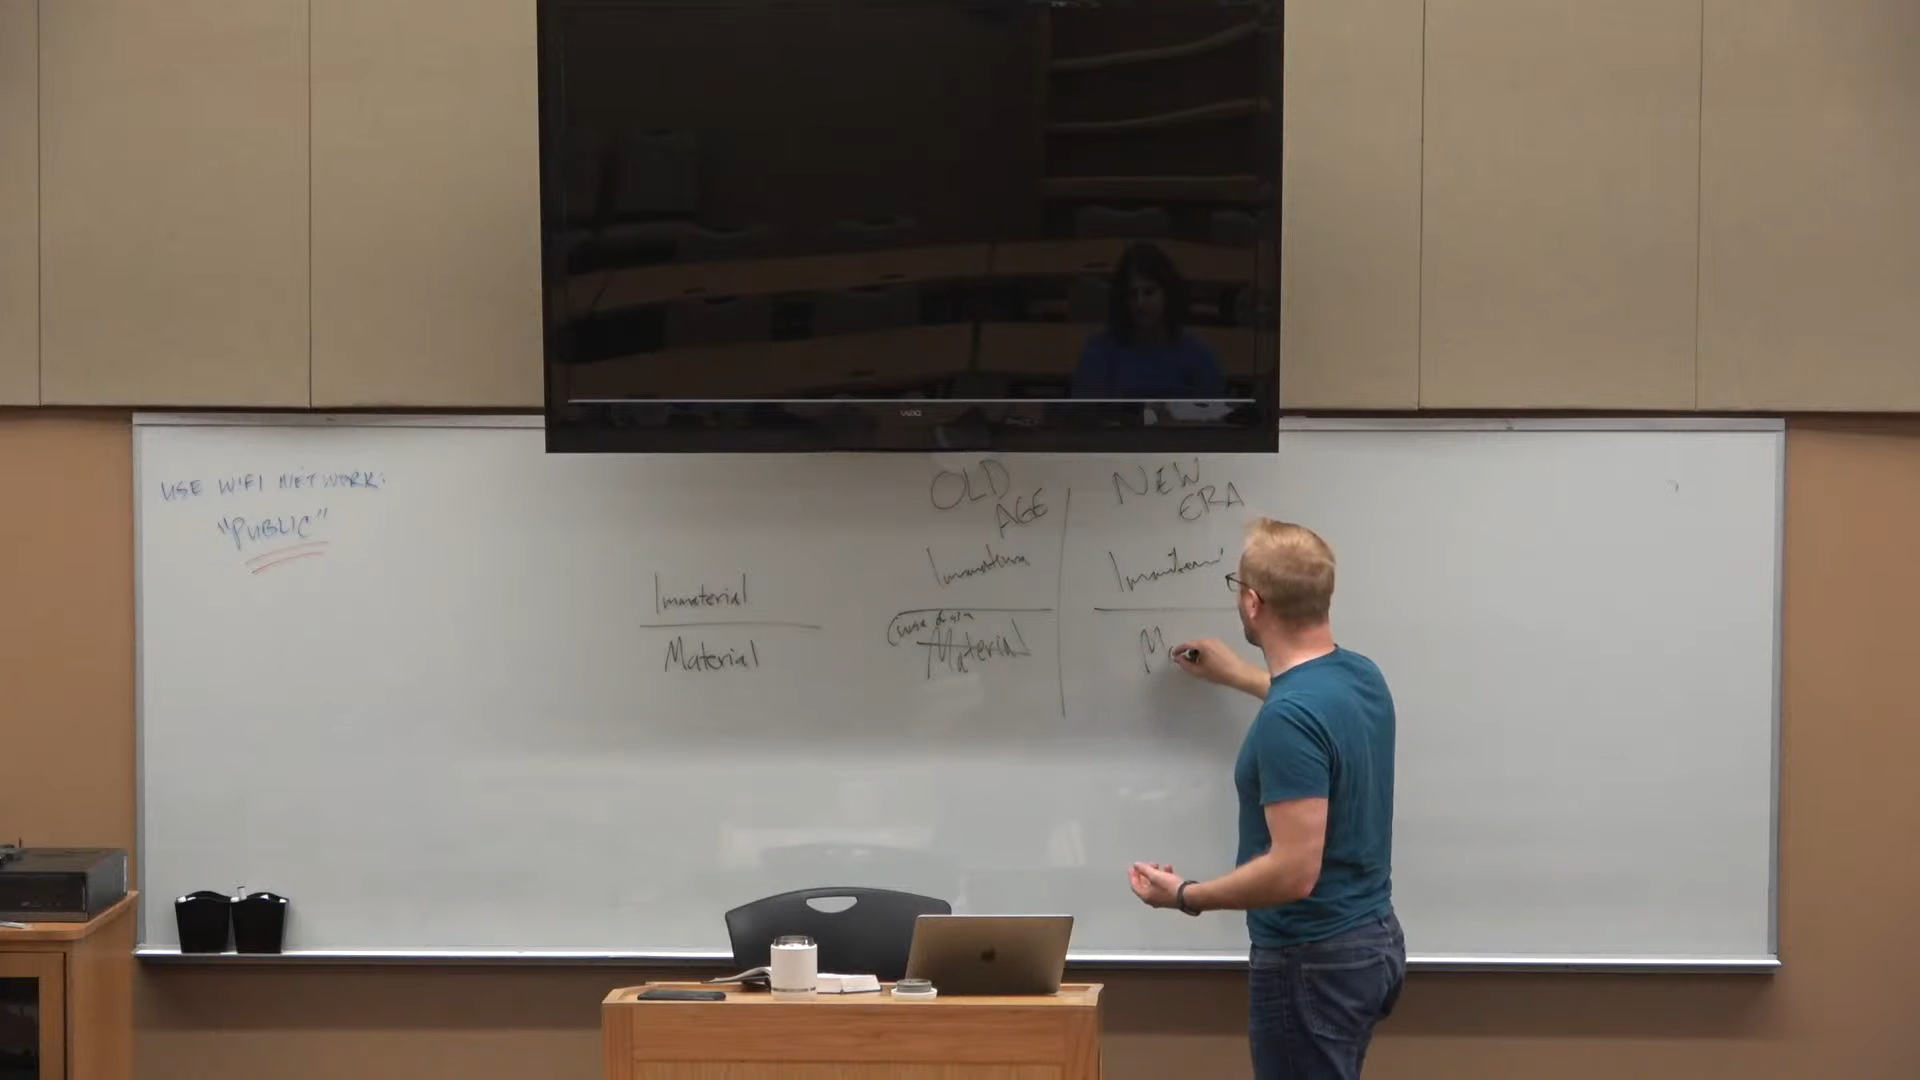 USE WIFI NETWORK:
"PUBLIC"
Immaterial
Material
OLD
AGE
Material
NEW
ERA
M